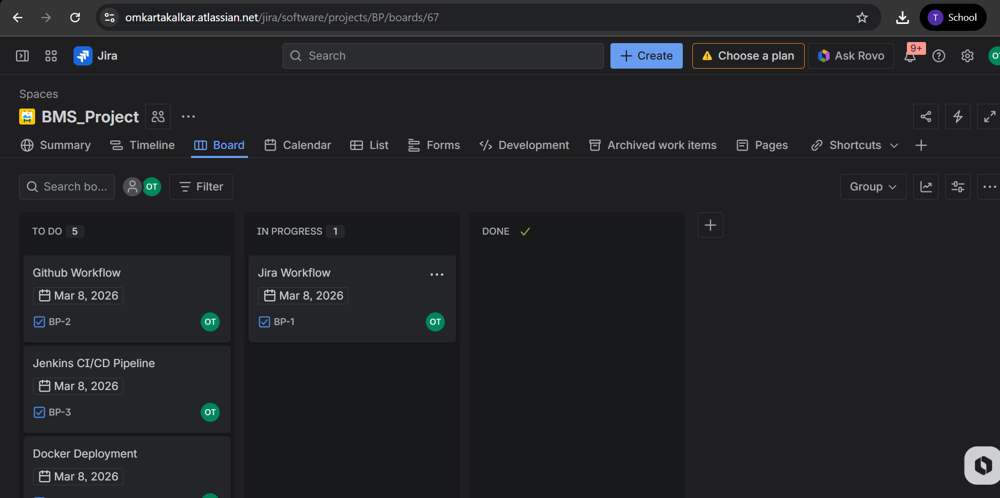 omkartakalkar.atlassian.net/jira/software/projects/BP/boards/67
T School
Jira
Search
Create
Choose a plan
Ask Rovo
9+
Spaces
BMS_Project
Summary
Timeline
Board
Calendar
List
Forms
Development
Archived work items
Pages
Shortcuts
Search bo...
OT
Filter
Group
TO DO 5
Github Workflow
Mar 8, 2026
BP-2
OT
Jenkins CI/CD Pipeline
Mar 8, 2026
BP-3
OT
Docker Deployment
Mar 8, 2026
IN PROGRESS 1
Jira Workflow
Mar 8, 2026
BP-1
OT
DONE